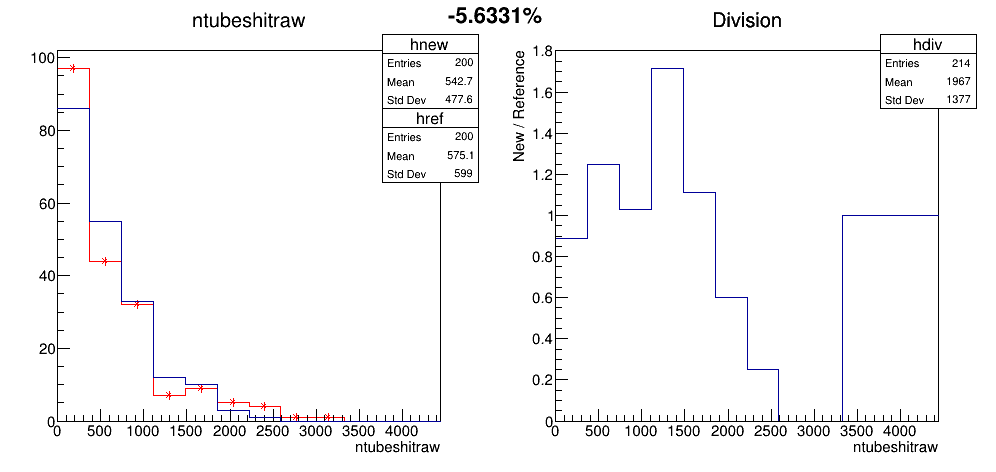 -5.6331%
ntubeshitraw
hnew
Entries 200
Mean 542.7
Std Dev 477.6
href
Entries 200
Mean 575.1
Std Dev 599
100
80
60
40
20
0
0 500 1000 1500 2000 2500 3000 3500 4000
ntubeshitraw
Division
hdiv
Entries 214
Mean 1967
Std Dev 1377
New / Reference
1.8
1.6
1.4
1.2
1
0.8
0.6
0.4
0.2
0
0 500 1000 1500 2000 2500 3000 3500 4000
ntubeshitraw